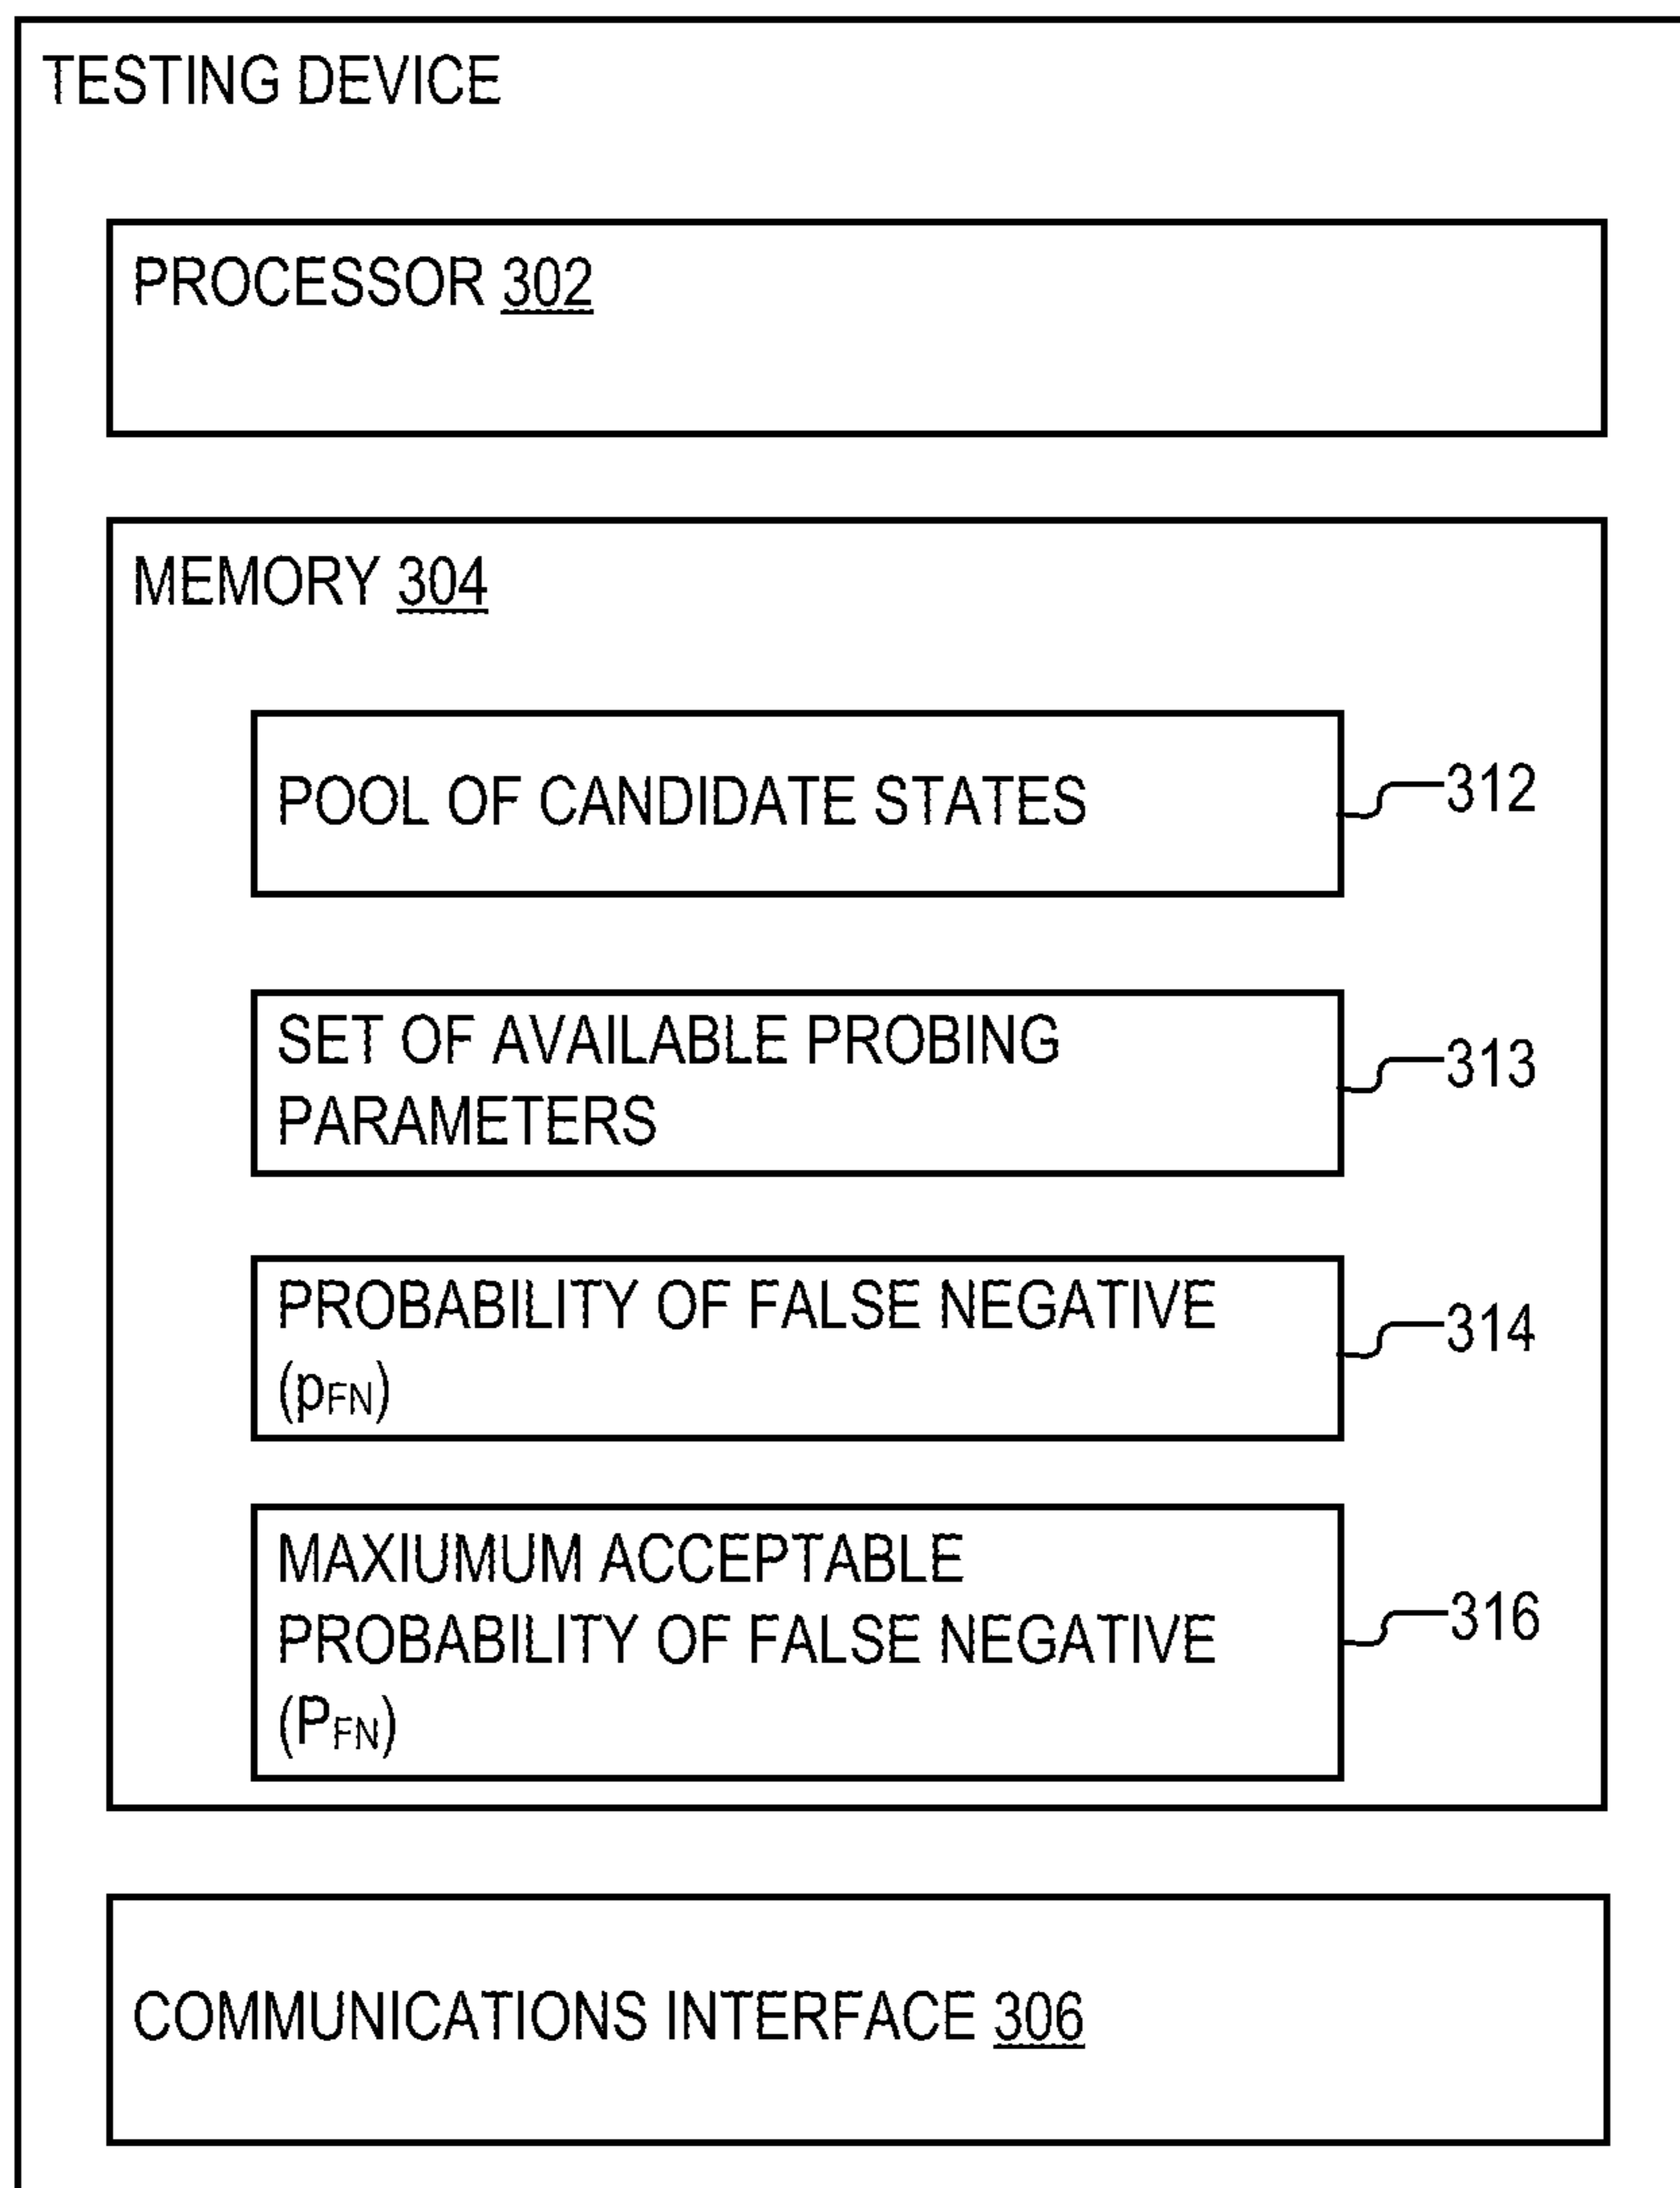 TESTING DEVICE
PROCESSOR 302
MEMORY 304
POOL OF CANDIDATE STATES
312
SET OF AVAILABLE PROBING
PARAMETERS
313
PROBABILITY OF FALSE NEGATIVE
(pFN)
314
MAXIUMUM ACCEPTABLE
PROBABILITY OF FALSE NEGATIVE
(PFN)
316
COMMUNICATIONS INTERFACE 306